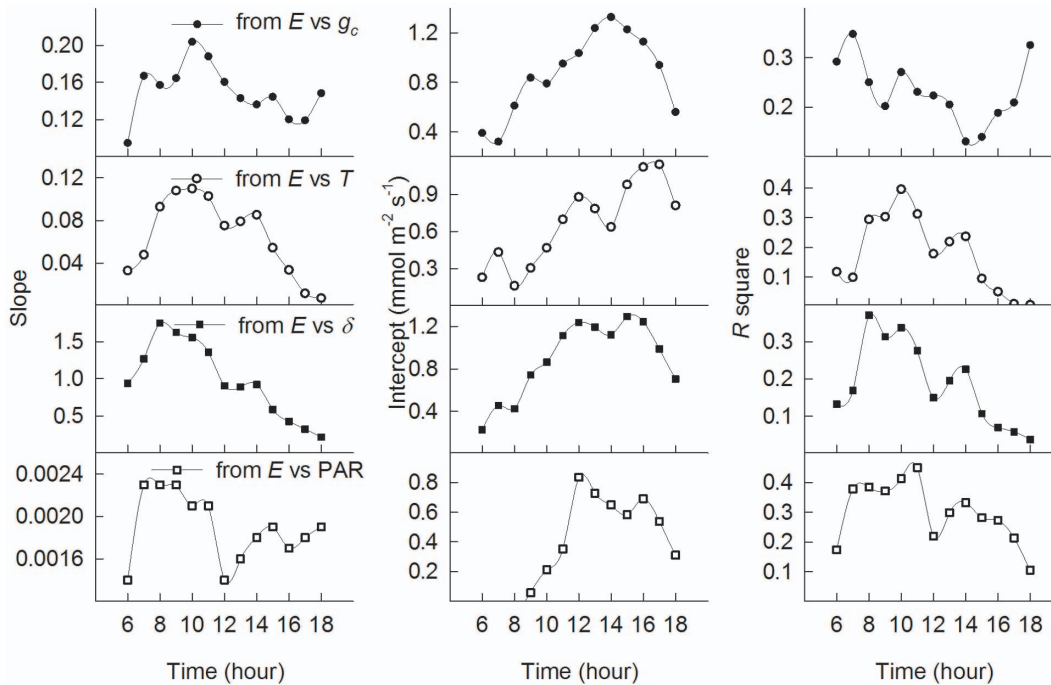 from E vs g_c
0.20
0.16
0.12
1.2
0.8
0.4
0.3
0.2
from E vs T
0.12
0.08
0.04
0.9
0.6
0.3
0.4
0.3
0.2
0.1
Slope
Intercept (mmol m⁻² s⁻¹)
R square
from E vs δ
1.5
1.0
0.5
1.2
0.8
0.4
0.3
0.2
0.1
from E vs PAR
0.0024
0.0020
0.0016
0.8
0.6
0.4
0.2
0.4
0.3
0.2
0.1
6 8 10 12 14 16 18
6 8 10 12 14 16 18
6 8 10 12 14 16 18
Time (hour)
Time (hour)
Time (hour)